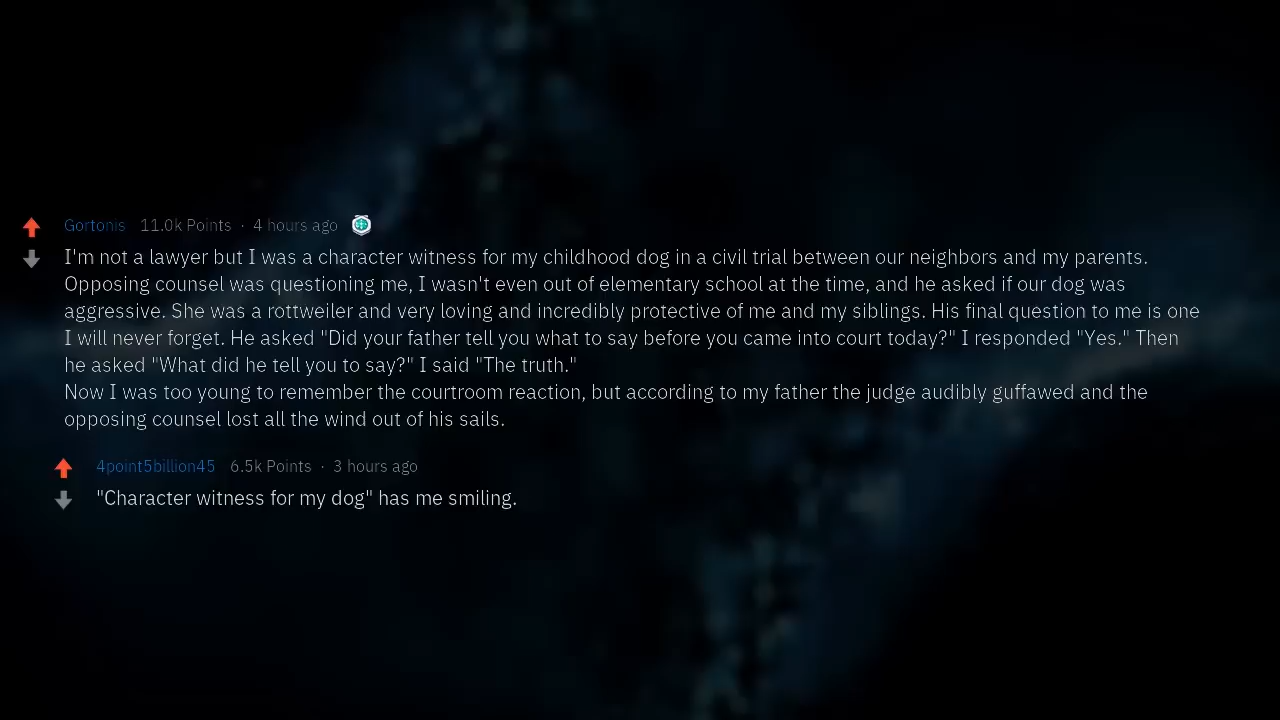 Gortonis 11.0k Points · 4 hours ago
I'm not a lawyer but I was a character witness for my childhood dog in a civil trial between our neighbors and my parents.
Opposing counsel was questioning me, I wasn't even out of elementary school at the time, and he asked if our dog was
aggressive. She was a rottweiler and very loving and incredibly protective of me and my siblings. His final question to me is one
I will never forget. He asked "Did your father tell you what to say before you came into court today?" I responded "Yes." Then
he asked "What did he tell you to say?" I said "The truth."
Now I was too young to remember the courtroom reaction, but according to my father the judge audibly guffawed and the
opposing counsel lost all the wind out of his sails.
4point5billion45 6.5k Points · 3 hours ago
"Character witness for my dog" has me smiling.